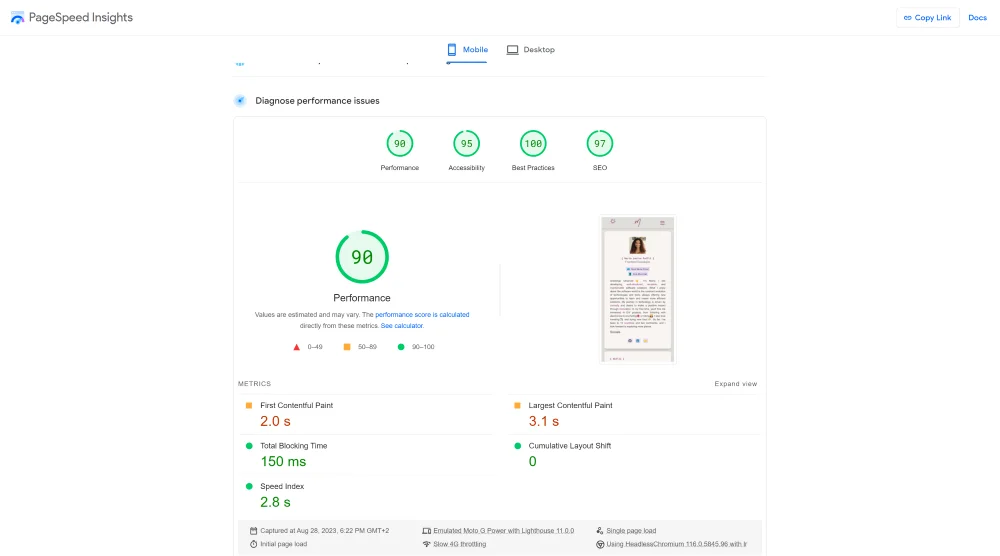 PageSpeed Insights
Copy Link
Docs
Mobile
Desktop
Diagnose performance issues
90
95
100
97
Performance
Accessibility
Best Practices
SEO
90
Performance
Values are estimated and may vary. The performance score is calculated
directly from these metrics. See calculator.
0–49
50–89
90–100
METRICS
Expand view
First Contentful Paint
2.0 s
Largest Contentful Paint
3.1 s
Total Blocking Time
150 ms
Cumulative Layout Shift
0
Speed Index
2.8 s
Captured at Aug 28, 2023, 6:22 PM GMT+2
Emulated Moto G Power with Lighthouse 11.0.0
Single page load
Initial page load
Slow 4G throttling
Using HeadlessChromium 116.0.5845.96 with lr